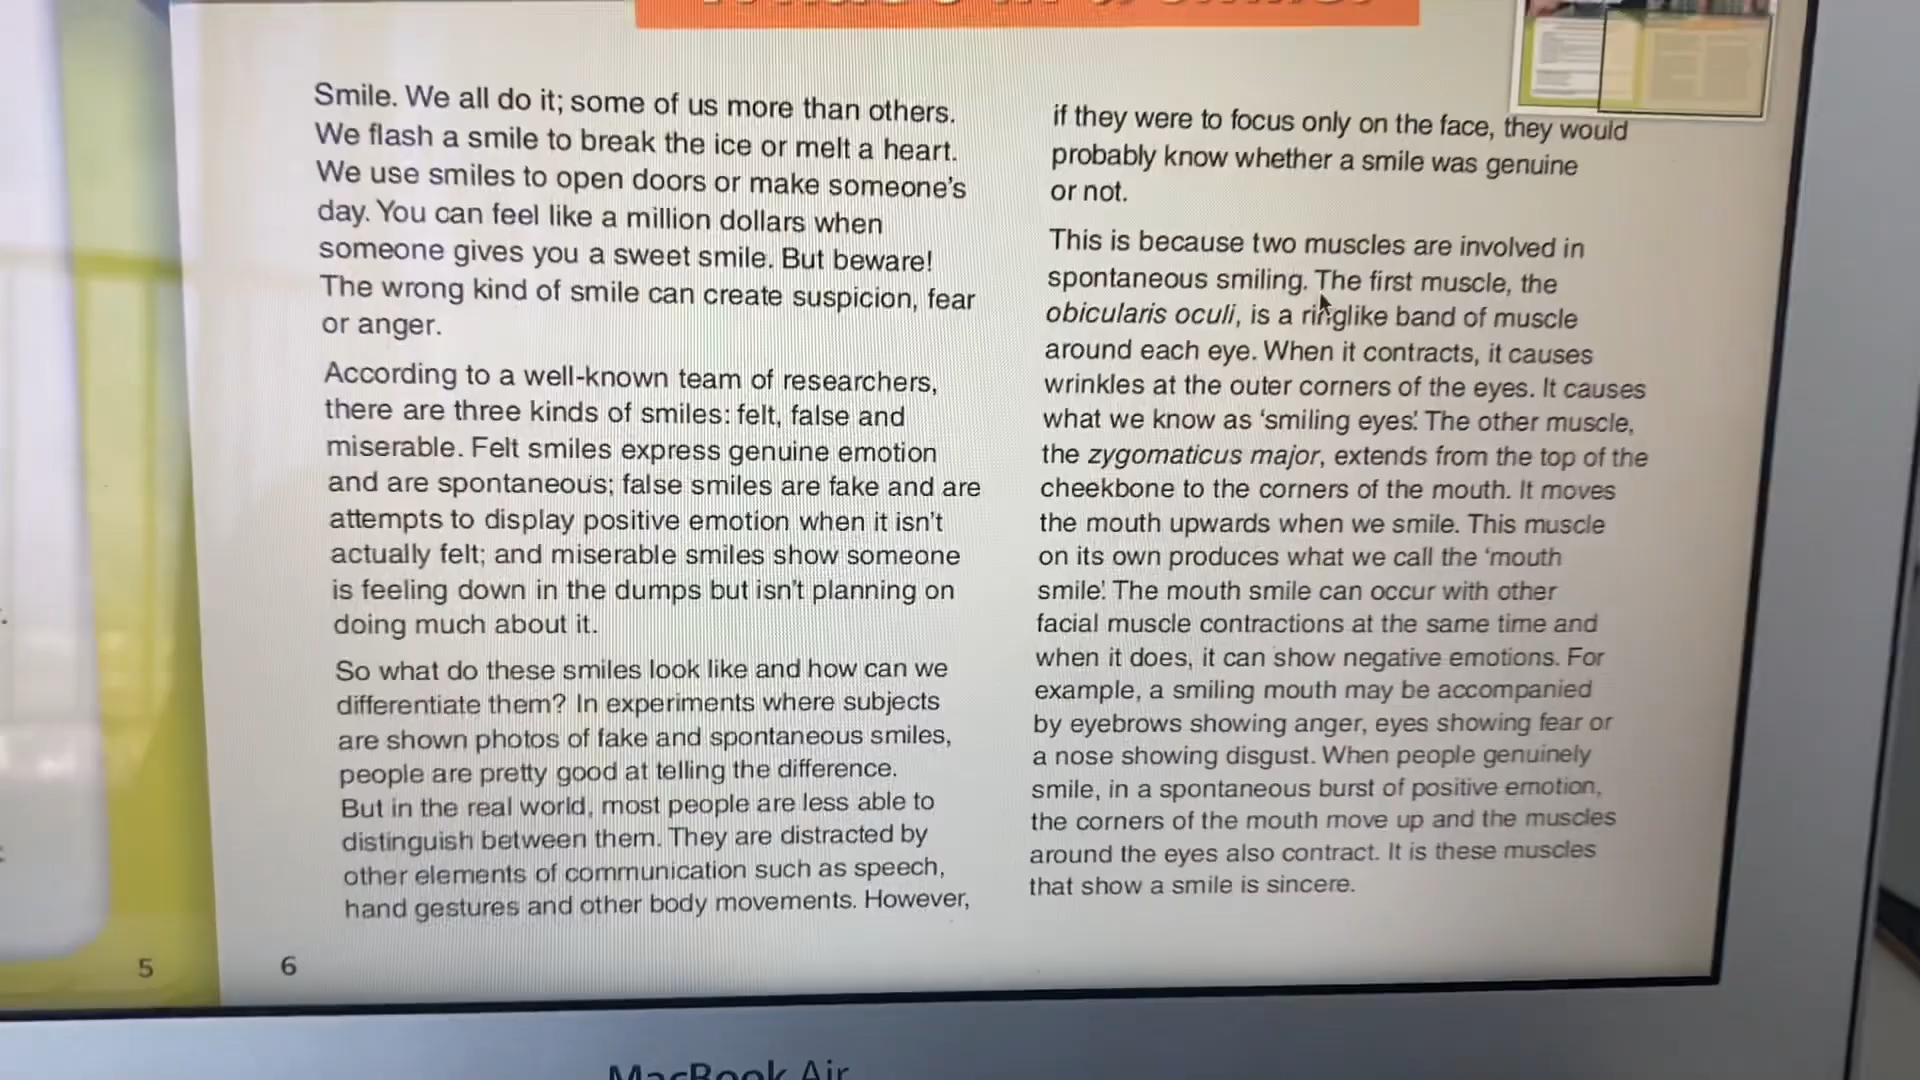 Smile. We all do it; some of us more than others.
We flash a smile to break the ice or melt a heart.
We use smiles to open doors or make someone's
day. You can feel like a million dollars when
someone gives you a sweet smile. But beware!
The wrong kind of smile can create suspicion, fear
or anger.
According to a well-known team of researchers,
there are three kinds of smiles: felt, false and
miserable. Felt smiles express genuine emotion
and are spontaneous; false smiles are fake and are
attempts to display positive emotion when it isn't
actually felt; and miserable smiles show someone
is feeling down in the dumps but isn't planning on
doing much about it.
So what do these smiles look like and how can we
differentiate them? In experiments where subjects
are shown photos of fake and spontaneous smiles,
people are pretty good at telling the difference.
But in the real world, most people are less able to
distinguish between them. They are distracted by
other elements of communication such as speech,
hand gestures and other body movements. However,
if they were to focus only on the face, they would
probably know whether a smile was genuine
or not.
This is because two muscles are involved in
spontaneous smiling. The first muscle, the
obicularis oculi, is a ringlike band of muscle
around each eye. When it contracts, it causes
wrinkles at the outer corners of the eyes. It causes
what we know as 'smiling eyes'. The other muscle,
the zygomaticus major, extends from the top of the
cheekbone to the corners of the mouth. It moves
the mouth upwards when we smile. This muscle
on its own produces what we call the 'mouth
smile'. The mouth smile can occur with other
facial muscle contractions at the same time and
when it does, it can show negative emotions. For
example, a smiling mouth may be accompanied
by eyebrows showing anger, eyes showing fear or
a nose showing disgust. When people genuinely
smile, in a spontaneous burst of positive emotion,
the corners of the mouth move up and the muscles
around the eyes also contract. It is these muscles
that show a smile is sincere.
5
6
MacBook Air